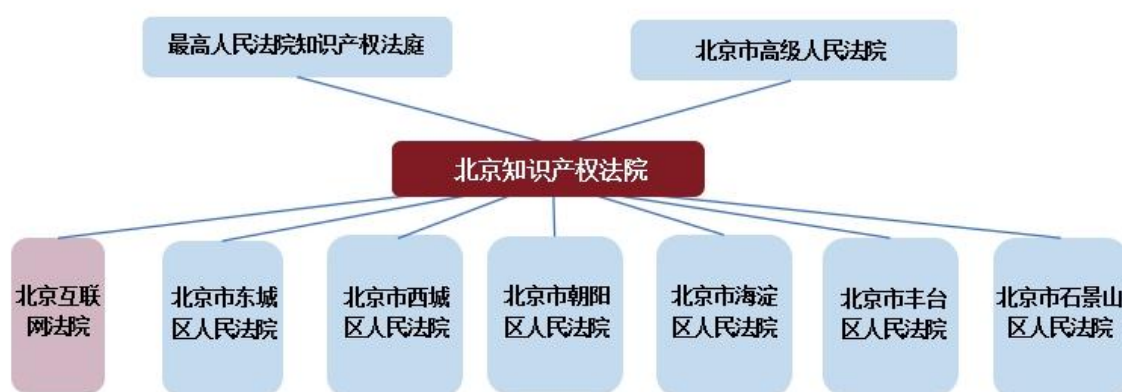 最高人民法院知识产权法庭
北京市高级人民法院
北京知识产权法院
北京互联
网法院
北京市东城
区人民法院
北京市西城
区人民法院
北京市朝阳
区人民法院
北京市海淀
区人民法院
北京市丰台
区人民法院
北京市石景山
区人民法院